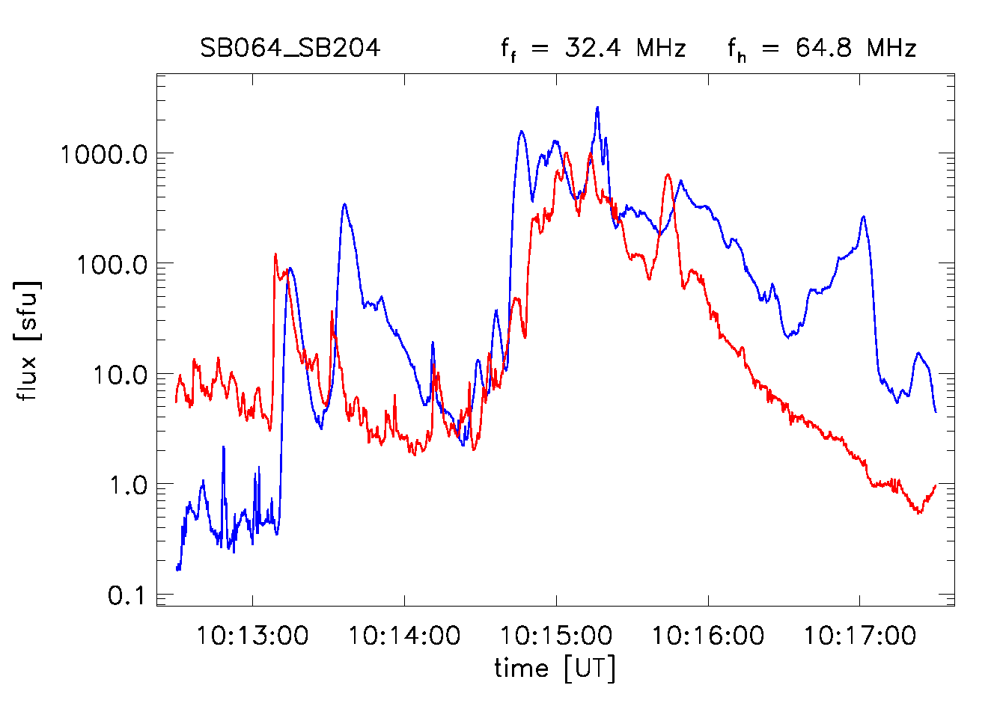 SB064_SB204 f_f = 32.4 MHz f_h = 64.8 MHz
1000.0
100.0
10.0
1.0
0.1
flux [sfu]
10:13:00 10:14:00 10:15:00 10:16:00 10:17:00
time [UT]